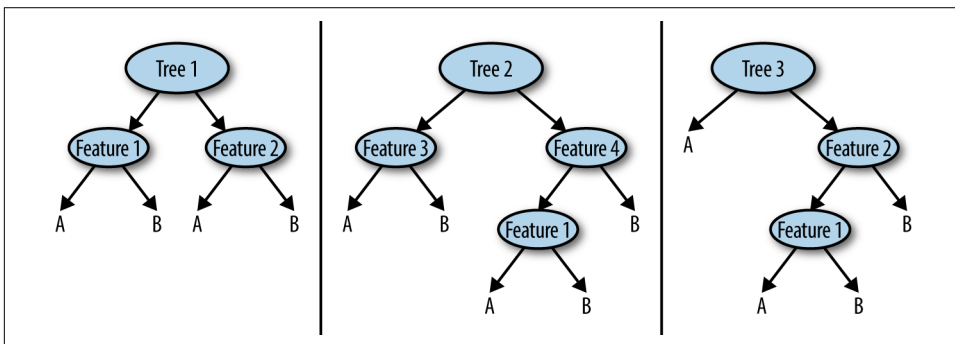 Tree 1
Feature 1 Feature 2
A B A B
Tree 2
Feature 3 Feature 4
A B Feature 1 B
A B
Tree 3
A
Feature 2
Feature 1 B
A B